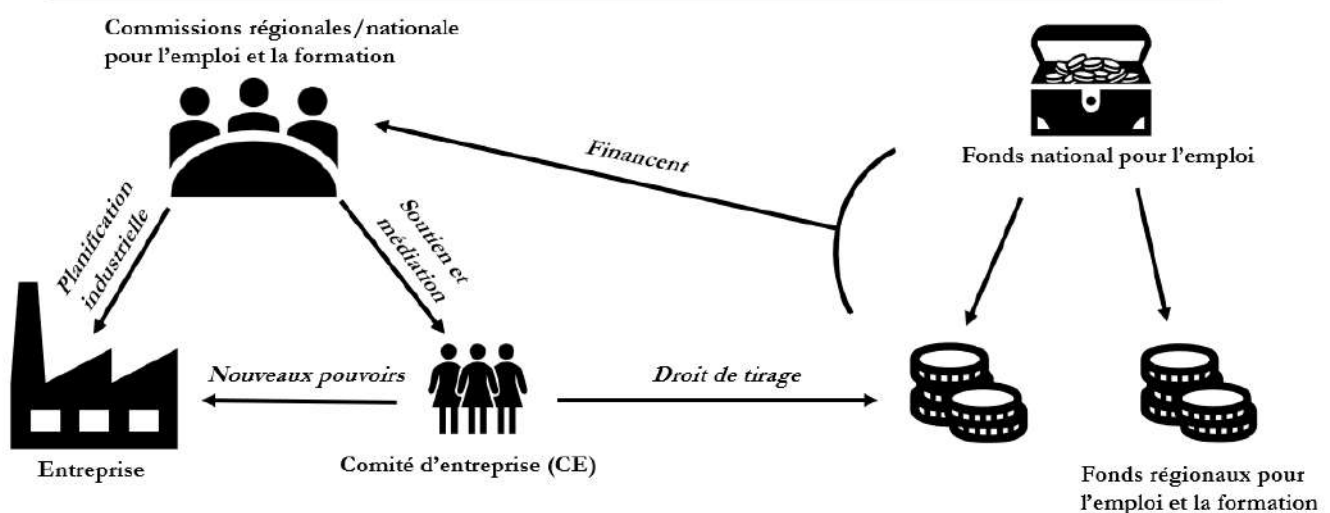 Commissions régionales/nationale
pour l'emploi et la formation
Fonds national pour l'emploi
Financent
Planification
industrielle
Soutien et
médiation
Nouveaux pouvoirs
Droit de tirage
Entreprise
Comité d'entreprise (CE)
Fonds régionaux pour
l'emploi et la formation